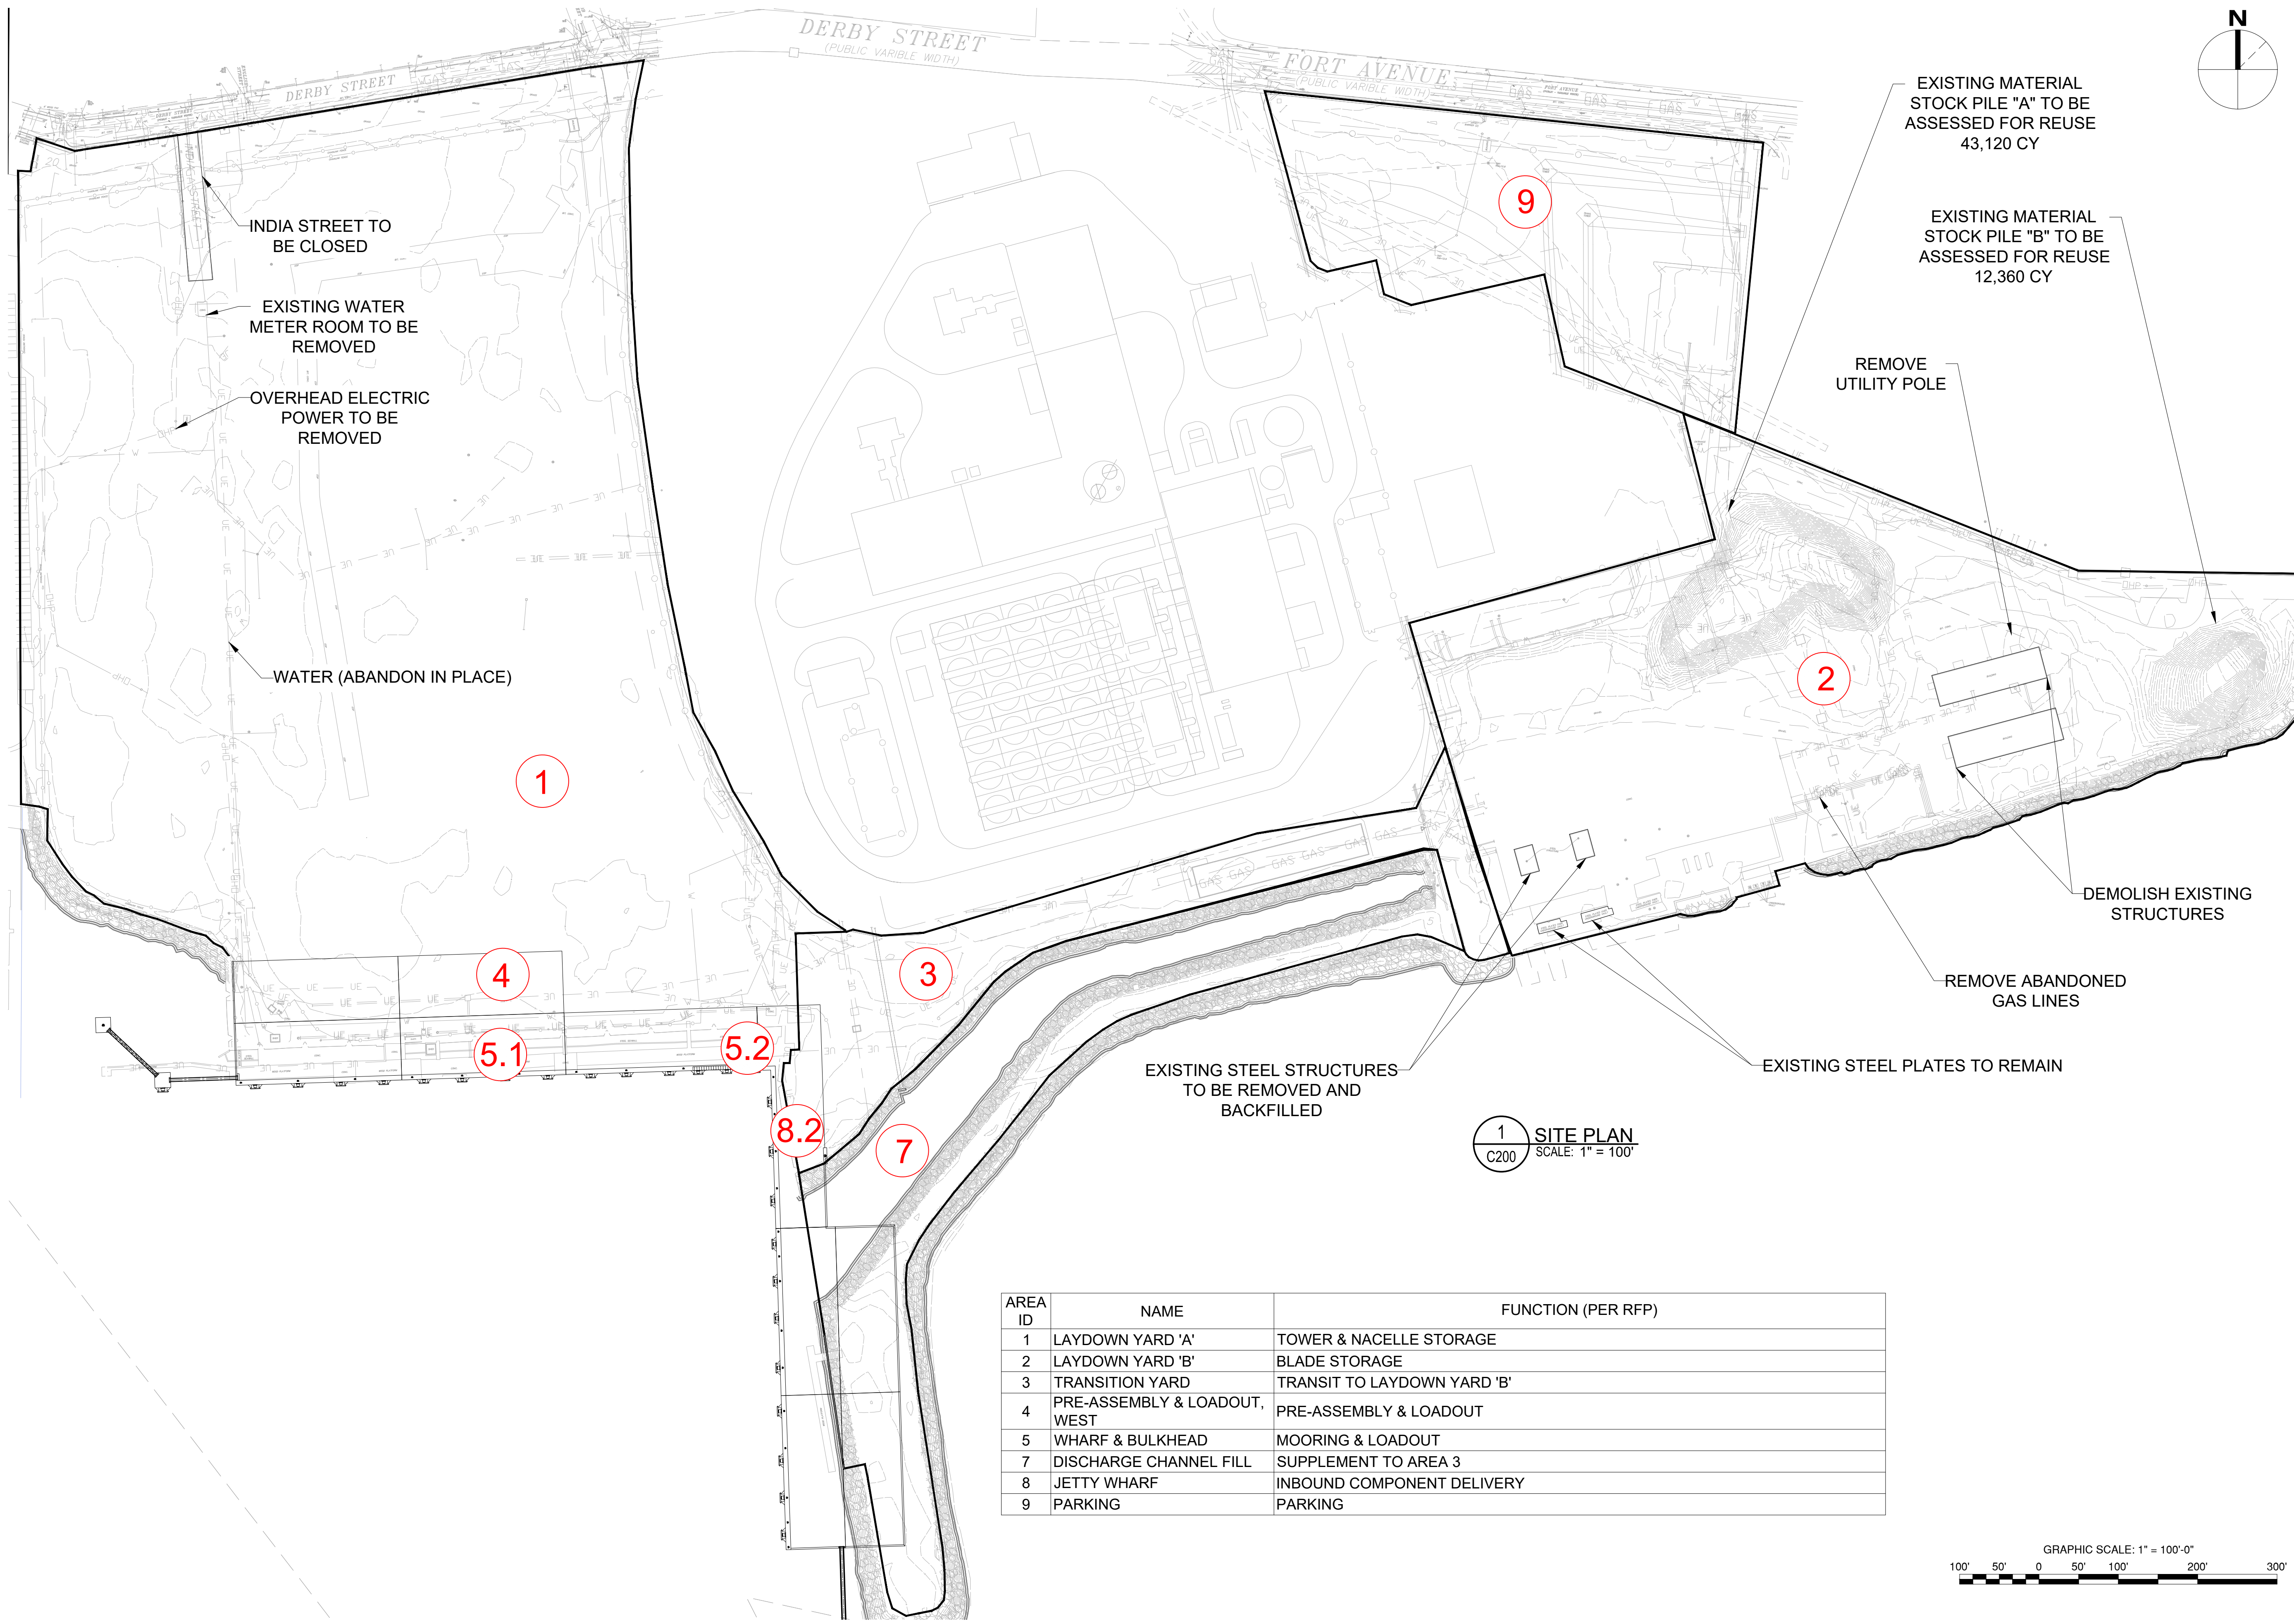 DERBY STREET
(PUBLIC VARIBLE WIDTH)
DERBY STREET
FORT AVENUE
(PUBLIC VARIBLE WIDTH)
N
EXISTING MATERIAL
STOCK PILE "A" TO BE
ASSESSED FOR REUSE
43,120 CY
EXISTING MATERIAL
STOCK PILE "B" TO BE
ASSESSED FOR REUSE
12,360 CY
9
INDIA STREET TO
BE CLOSED
EXISTING WATER
METER ROOM TO BE
REMOVED
OVERHEAD ELECTRIC
POWER TO BE
REMOVED
REMOVE
UTILITY POLE
WATER (ABANDON IN PLACE)
2
1
DEMOLISH EXISTING
STRUCTURES
4
3
REMOVE ABANDONED
GAS LINES
5.1
5.2
EXISTING STEEL STRUCTURES
TO BE REMOVED AND
BACKFILLED
EXISTING STEEL PLATES TO REMAIN
8.2
7
1
C200
SITE PLAN
SCALE: 1" = 100'
AREA ID NAME FUNCTION (PER RFP)
1 LAYDOWN YARD 'A' TOWER & NACELLE STORAGE
2 LAYDOWN YARD 'B' BLADE STORAGE
3 TRANSITION YARD TRANSIT TO LAYDOWN YARD 'B'
4 PRE-ASSEMBLY & LOADOUT, WEST PRE-ASSEMBLY & LOADOUT
5 WHARF & BULKHEAD MOORING & LOADOUT
7 DISCHARGE CHANNEL FILL SUPPLEMENT TO AREA 3
8 JETTY WHARF INBOUND COMPONENT DELIVERY
9 PARKING PARKING
GRAPHIC SCALE: 1" = 100'-0"
100' 50' 0 50' 100' 200' 300'